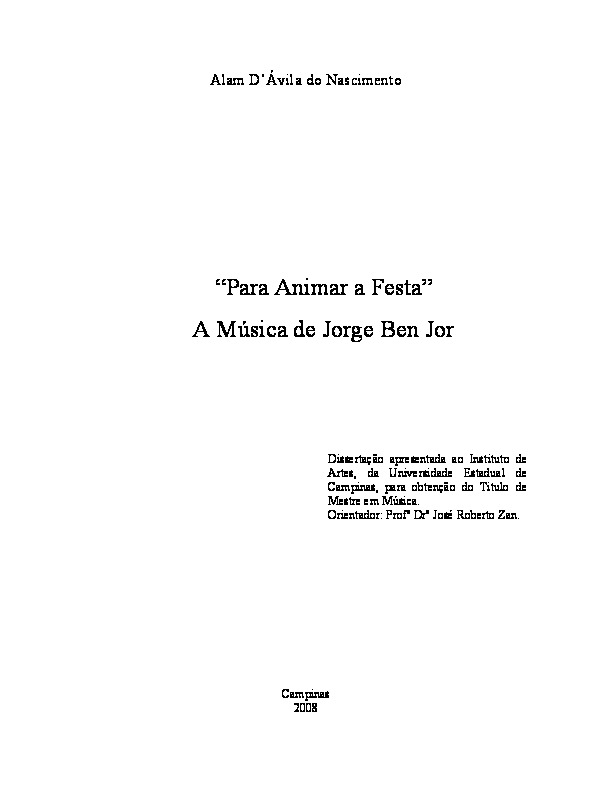 Alam D'Ávila do Nascimento
“Para Animar a Festa”
A Música de Jorge Ben Jor
Dissertação apresentada ao Instituto de
Artes, da Universidade Estadual de
Campinas, para obtenção do Titulo de
Mestre em Música.
Orientador: Profº Drº José Roberto Zan.
Campinas
2008